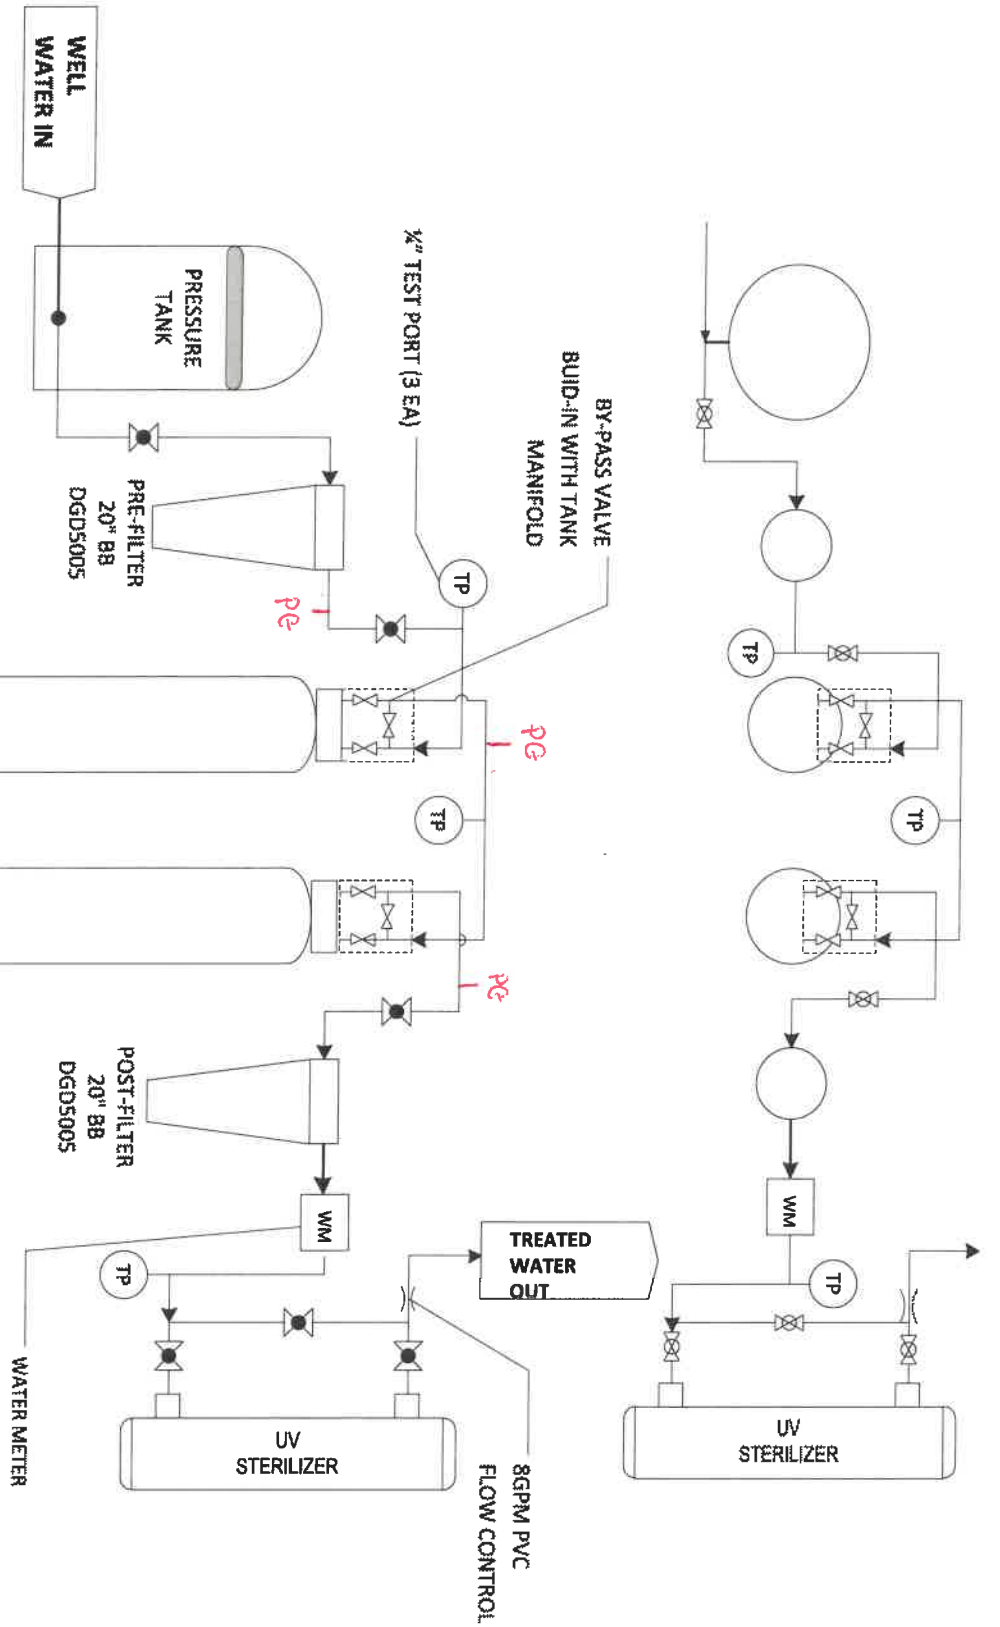 WELL
WATER IN
PRESSURE
TANK
¼" TEST PORT (3 EA)
BY-PASS VALVE
BUID-IN WITH TANK
MANIFOLD
PRE-FILTER
20" BB
DGD5005
TP
PG
PG
TP
PG
POST-FILTER
20" BB
DGD5005
WM
TP
WATER METER
TREATED
WATER
OUT
8GPM PVC
FLOW CONTROL
UV
STERILIZER
TP
TP
WM
TP
UV
STERILIZER